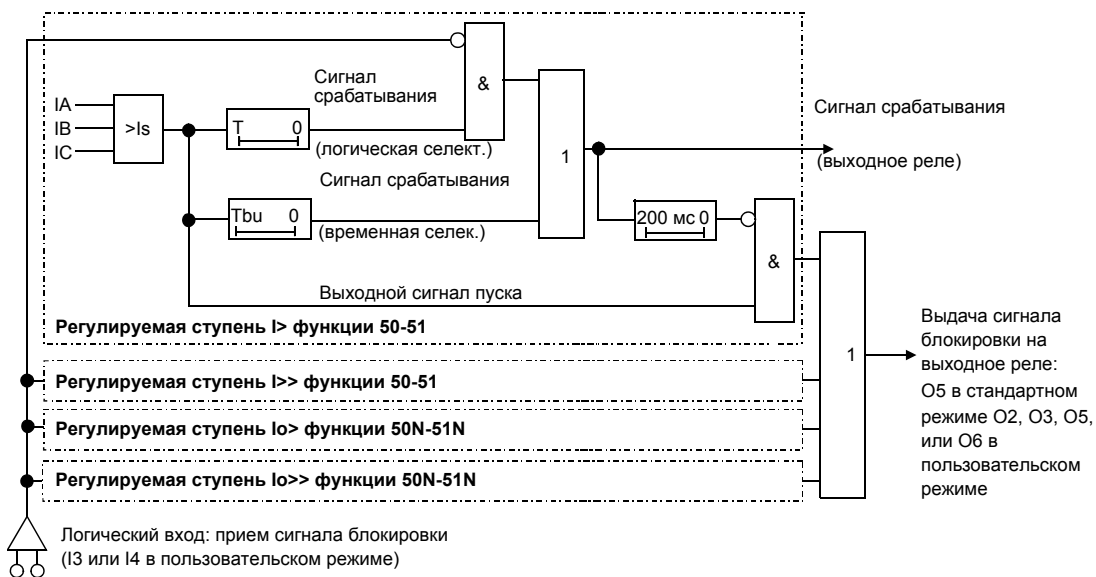 Сигнал
срабатывания
&
IA
IB
IC
>Is
T 0
(логическая селект.)
1
Сигнал срабатывания
(выходное реле)
Сигнал срабатывания
Tbu 0
(временная селек.)
200 мс 0
&
Выходной сигнал пуска
Регулируемая ступень I> функции 50-51
1
Выдача сигнала
блокировки на
выходное реле:
O5 в стандартном
режиме O2, O3, O5,
или O6 в
пользовательском
режиме
Регулируемая ступень I>> функции 50-51
Регулируемая ступень Io> функции 50N-51N
Регулируемая ступень Io>> функции 50N-51N
Логический вход: прием сигнала блокировки
(I3 или I4 в пользовательском режиме)